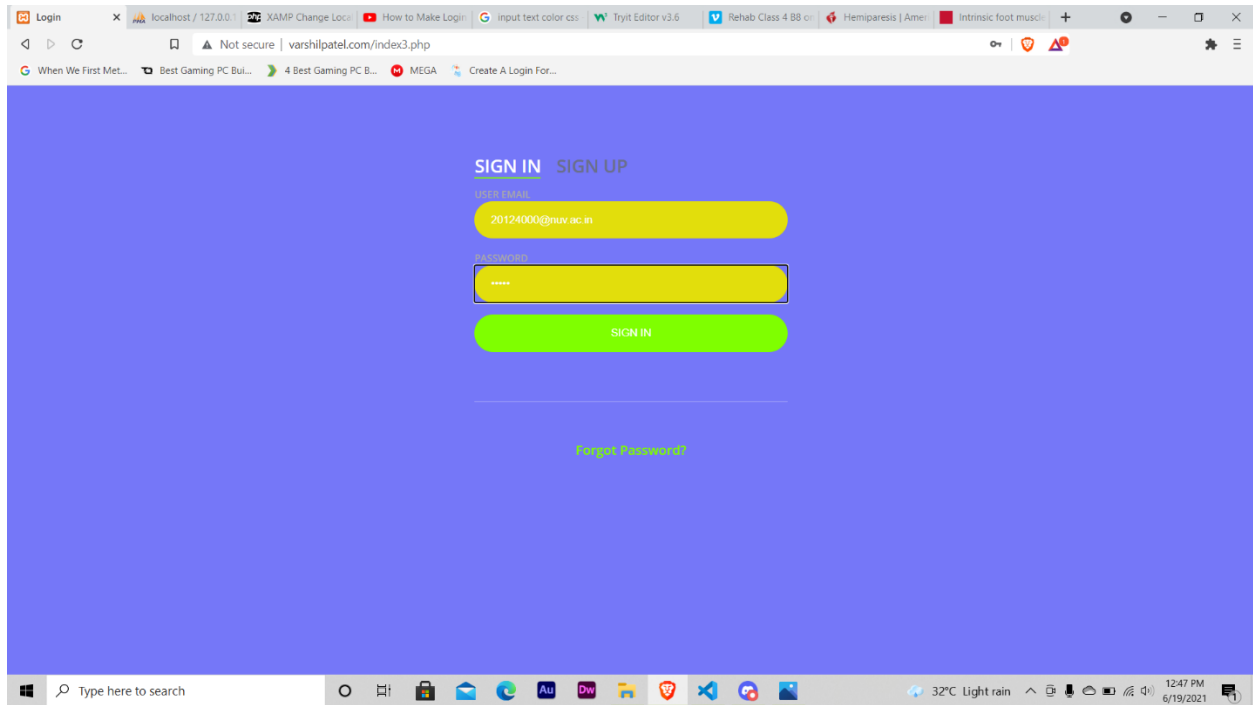 Login
localhost / 127.0.0.1
XAMP Change Local
How to Make Login
input text color css
Tryit Editor v3.6
Rehab Class 4 B8 on
Hemiparesis | Amer
Intrinsic foot muscle
Not secure | varshilpatel.com/index3.php
When We First Met...
Best Gaming PC Bui...
4 Best Gaming PC B...
MEGA
Create A Login For...
SIGN IN SIGN UP
USER EMAIL
20124000@nuv.ac.in
PASSWORD
•••••
SIGN IN
Forgot Password?
Type here to search
Au
Dw
32°C Light rain
12:47 PM
6/19/2021
1